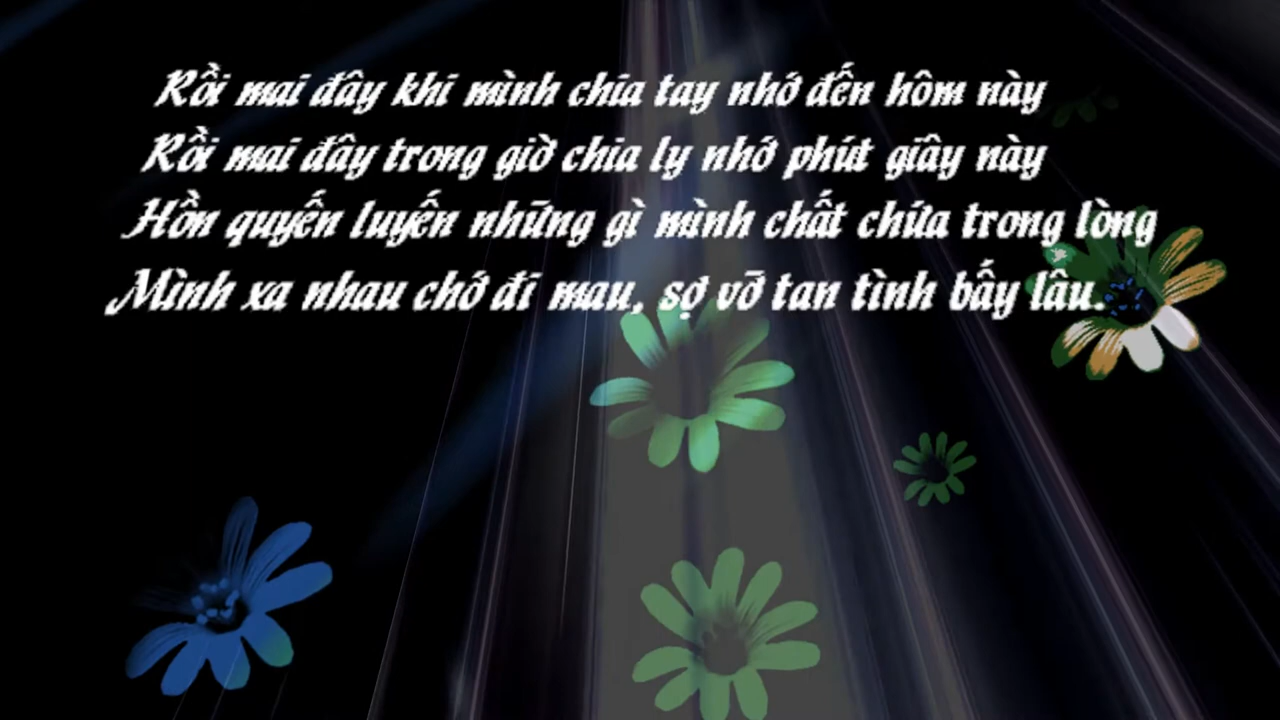 Rồi mai đây khi mình chia tay nhớ đến hôm này
Rồi mai đây trong giờ chia ly nhớ phút giây này
Hồn quyến luyến những gì mình chất chứa trong lòng
Mình xa nhau chớ đi mau, sợ vỡ tan tình bấy lâu.